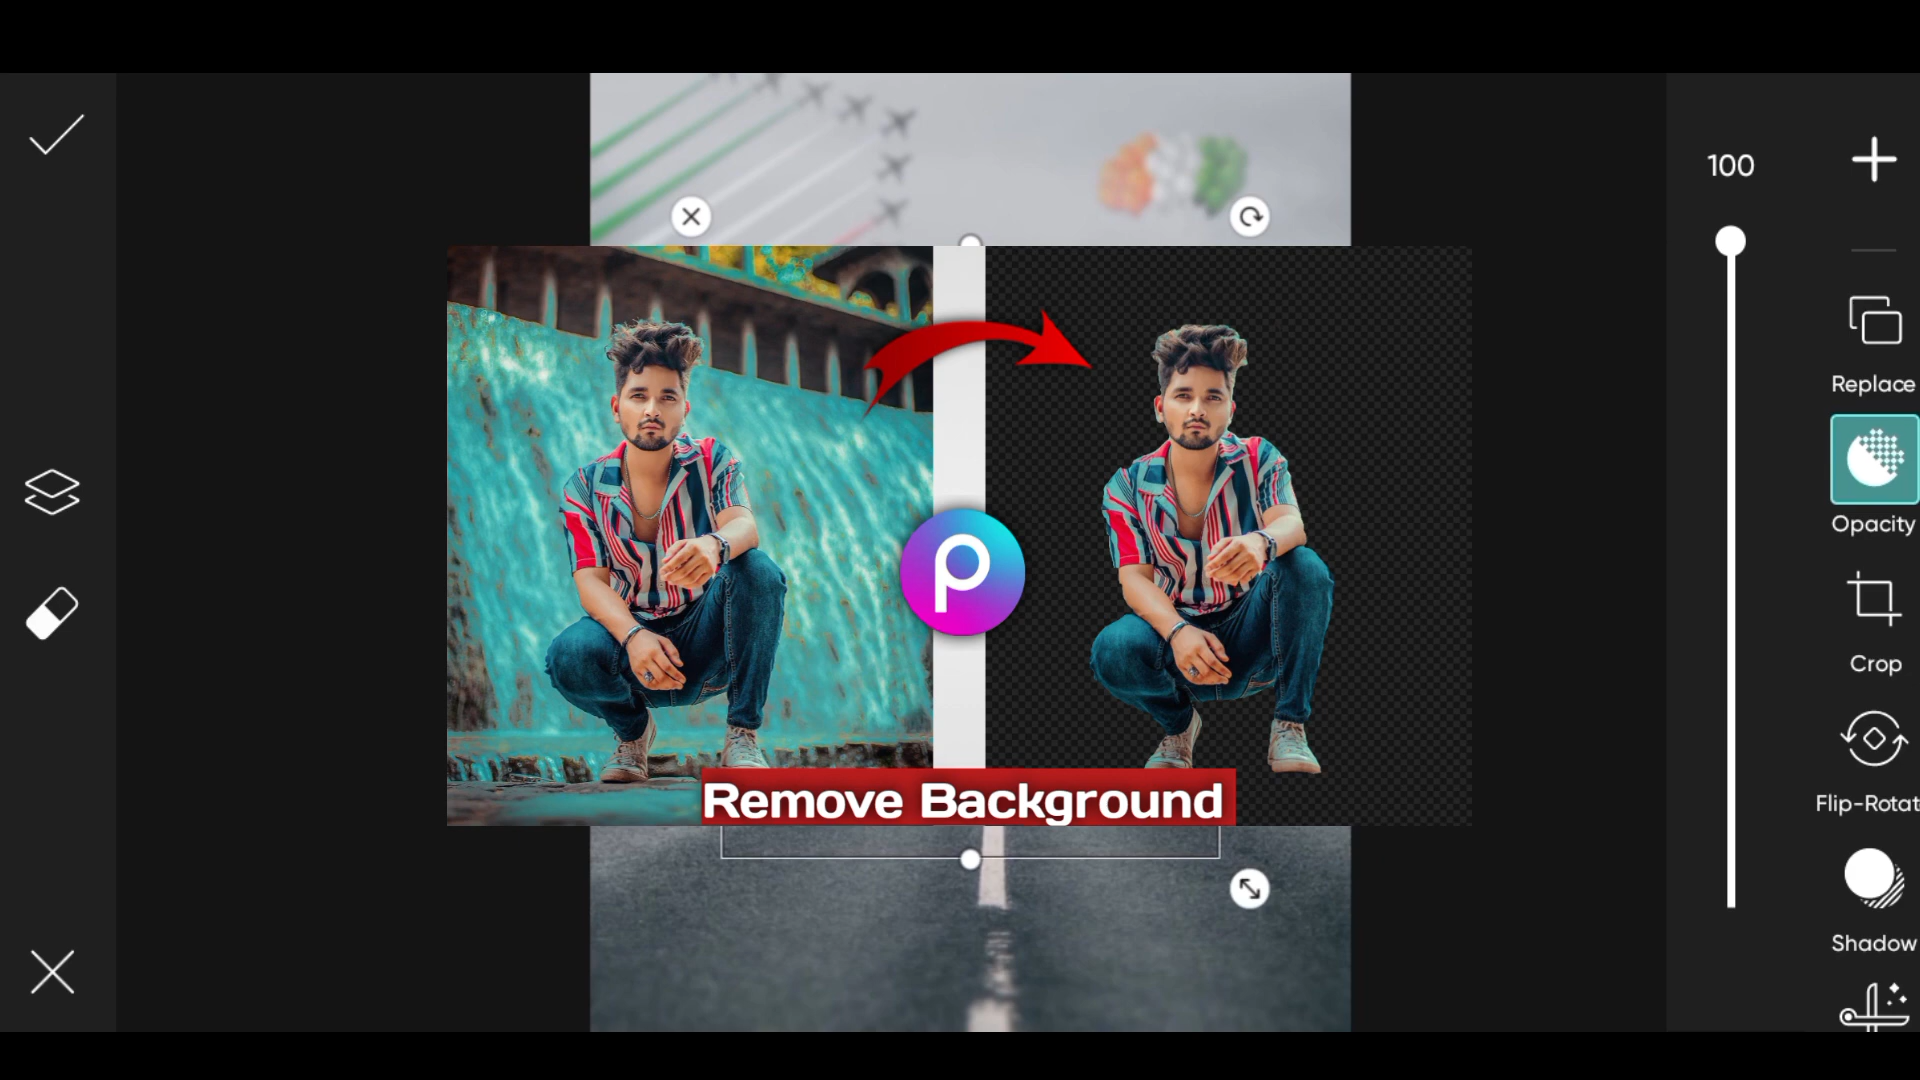 100
Replace
Opacity
Crop
Flip-Rotat
Shadow
Remove Background